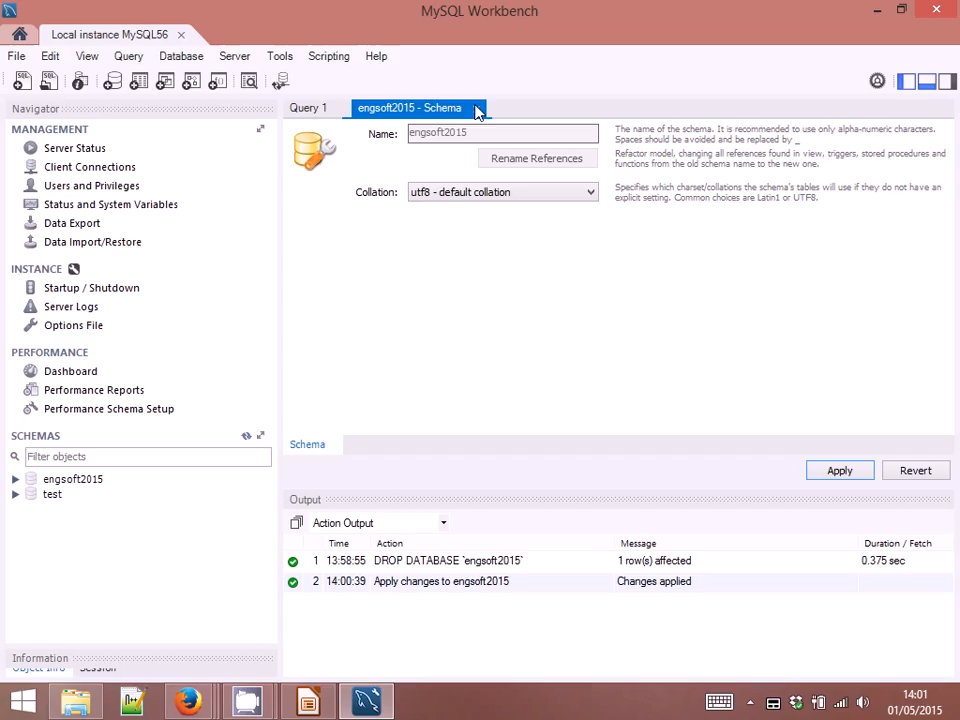 MySQL Workbench
Local instance MySQL56
File Edit View Query Database Server Tools Scripting Help
Navigator
MANAGEMENT
Server Status
Client Connections
Users and Privileges
Status and System Variables
Data Export
Data Import/Restore
INSTANCE
Startup / Shutdown
Server Logs
Options File
PERFORMANCE
Dashboard
Performance Reports
Performance Schema Setup
SCHEMAS
Filter objects
engsoft2015
test
Information
Object Info Session
Query 1 engsoft2015 - Schema
Name: engsoft2015
The name of the schema. It is recommended to use only alpha-numeric characters.
Spaces should be avoided and be replaced by _
Rename References
Refactor model, changing all references found in view, triggers, stored procedures and
functions from the old schema name to the new one.
Collation: utf8 - default collation
Specifies which charset/collations the schema's tables will use if they do not have an
explicit setting. Common choices are Latin1 or UTF8.
Schema
Apply Revert
Output
Action Output
Time Action Message Duration / Fetch
1 13:58:55 DROP DATABASE `engsoft2015` 1 row(s) affected 0.375 sec
2 14:00:39 Apply changes to engsoft2015 Changes applied
14:01
01/05/2015